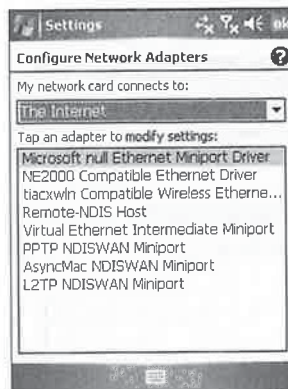 Settings
ok
Configure Network Adapters
?
My network card connects to:
The Internet
Tap an adapter to modify settings:
Microsoft null Ethernet Miniport Driver
NE2000 Compatible Ethernet Driver
tiacxwln Compatible Wireless Etherne...
Remote-NDIS Host
Virtual Ethernet Intermediate Miniport
PPTP NDISWAN Miniport
AsyncMac NDISWAN Miniport
L2TP NDISWAN Miniport